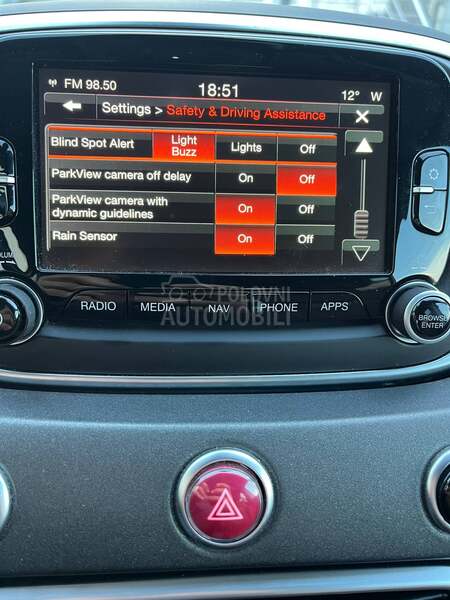 FM 98.50 18:51 12° W
Settings > Safety & Driving Assistance X
Blind Spot Alert Light Buzz Lights Off
ParkView camera off delay On Off
ParkView camera with dynamic guidelines On Off
Rain Sensor On Off
RADIO MEDIA NAV PHONE APPS
POLOVNI
AUTOMOBILI
BROWSE
ENTER